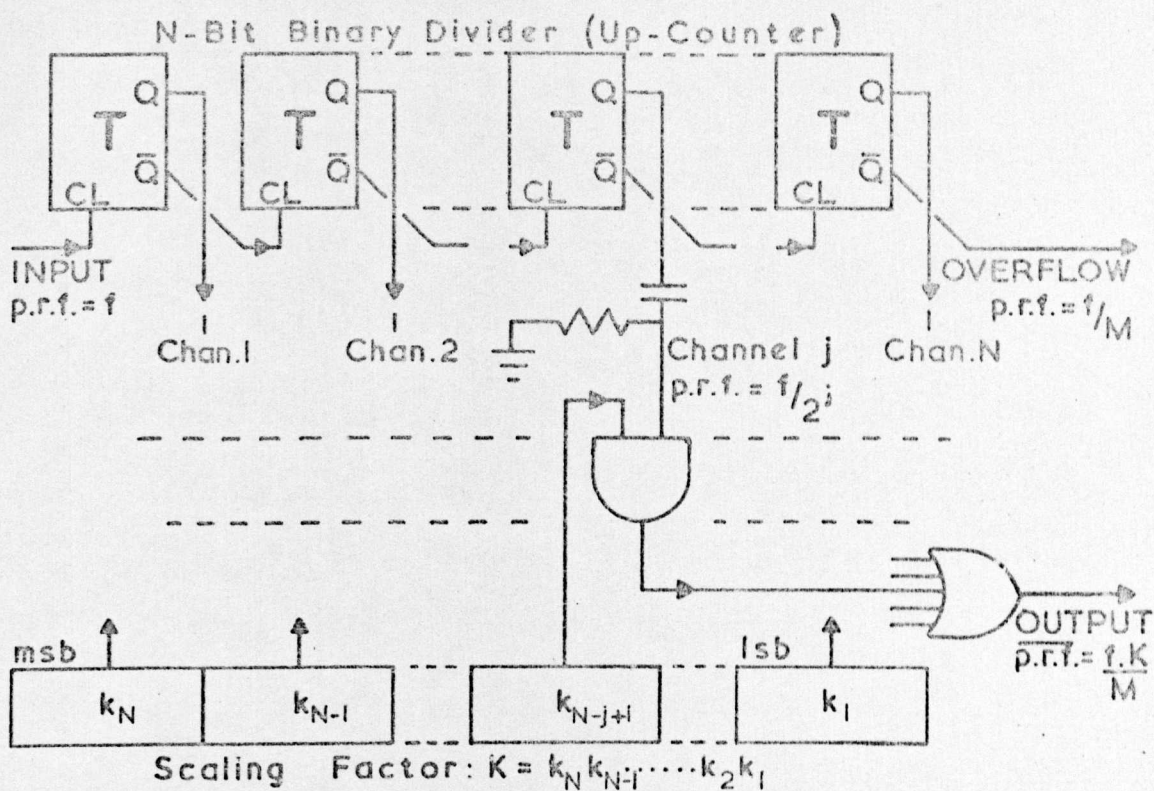 N-Bit Binary Divider (Up-Counter)
Q Q Q Q
T T T T
Q̅ Q̅ Q̅ Q̅
CL CL CL CL
INPUT
p.r.f. = f
OVERFLOW
p.r.f. = f/M
Chan.1
Chan.2
Channel j
p.r.f. = f/2^j
Chan.N
msb
lsb
OUTPUT
p.r.f. = f.K/M
k_N
k_N-1
k_N-j+1
k_1
Scaling Factor: K = k_N k_N-1......k_2 k_1